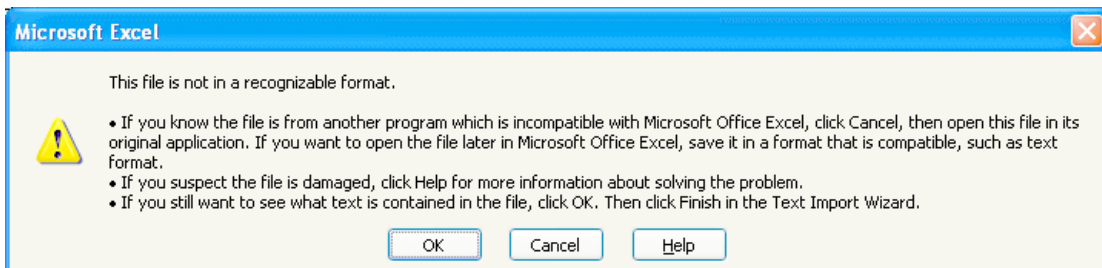 Microsoft Excel
This file is not in a recognizable format.
• If you know the file is from another program which is incompatible with Microsoft Office Excel, click Cancel, then open this file in its
original application. If you want to open the file later in Microsoft Office Excel, save it in a format that is compatible, such as text
format.
• If you suspect the file is damaged, click Help for more information about solving the problem.
• If you still want to see what text is contained in the file, click OK. Then click Finish in the Text Import Wizard.
OK Cancel Help